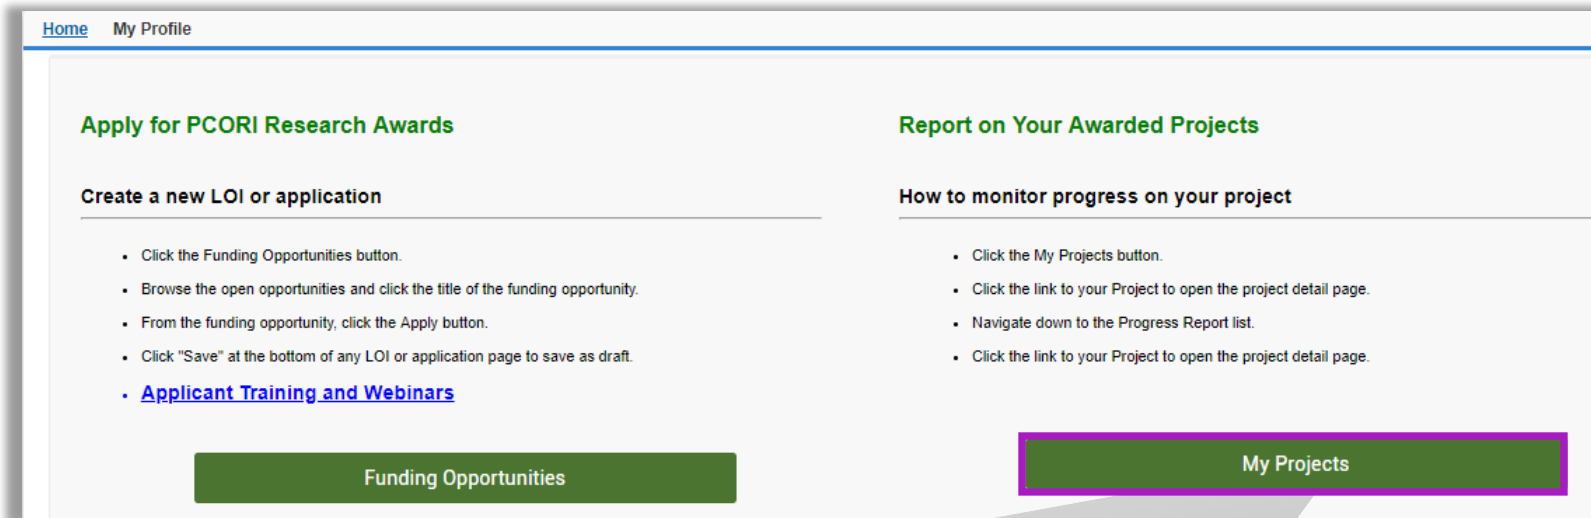 Home My Profile
Apply for PCORI Research Awards
Create a new LOI or application
• Click the Funding Opportunities button.
• Browse the open opportunities and click the title of the funding opportunity.
• From the funding opportunity, click the Apply button.
• Click "Save" at the bottom of any LOI or application page to save as draft.
• Applicant Training and Webinars
Funding Opportunities
Report on Your Awarded Projects
How to monitor progress on your project
• Click the My Projects button.
• Click the link to your Project to open the project detail page.
• Navigate down to the Progress Report list.
• Click the link to your Project to open the project detail page.
My Projects